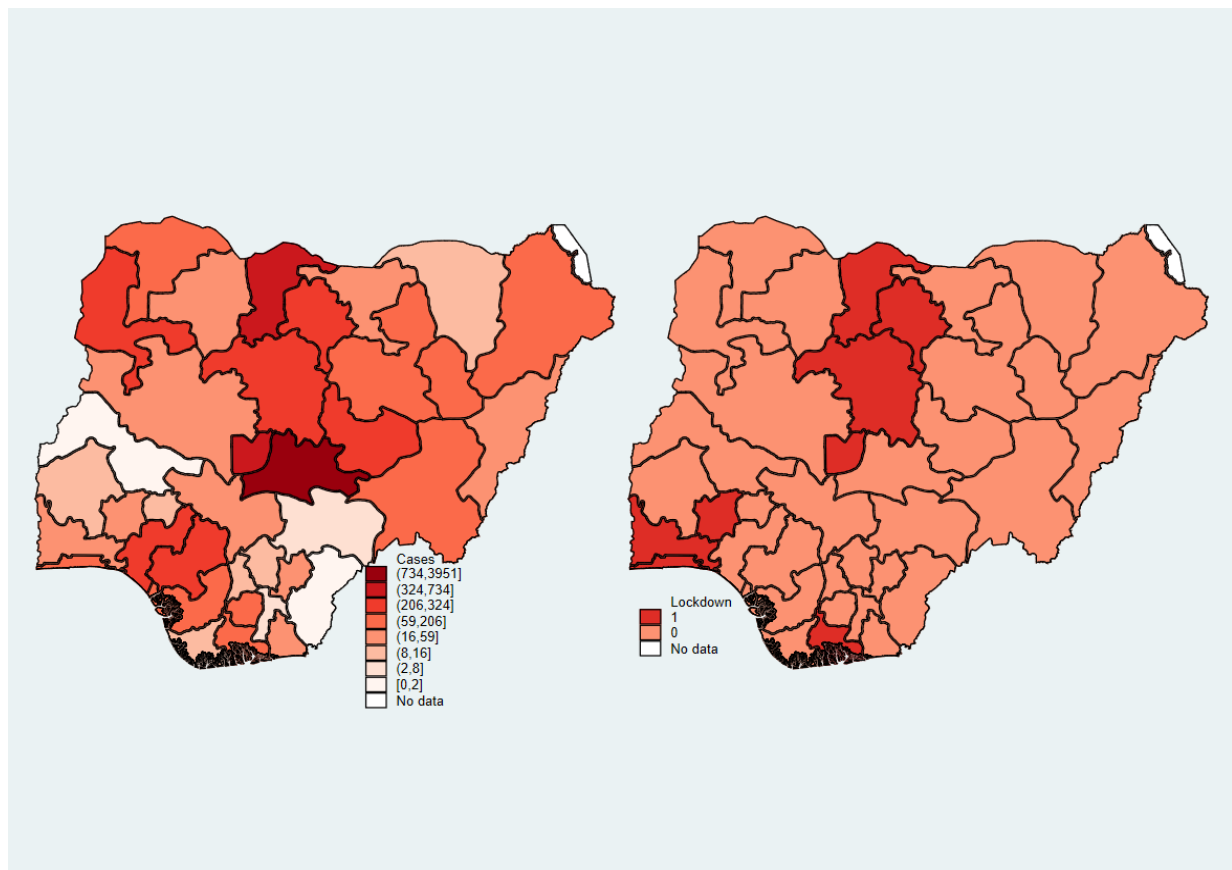 Cases
(734,3951]
(324,734]
(206,324]
(59,206]
(16,59]
(8,16]
(2,8]
[0,2]
No data
Lockdown
1
0
No data